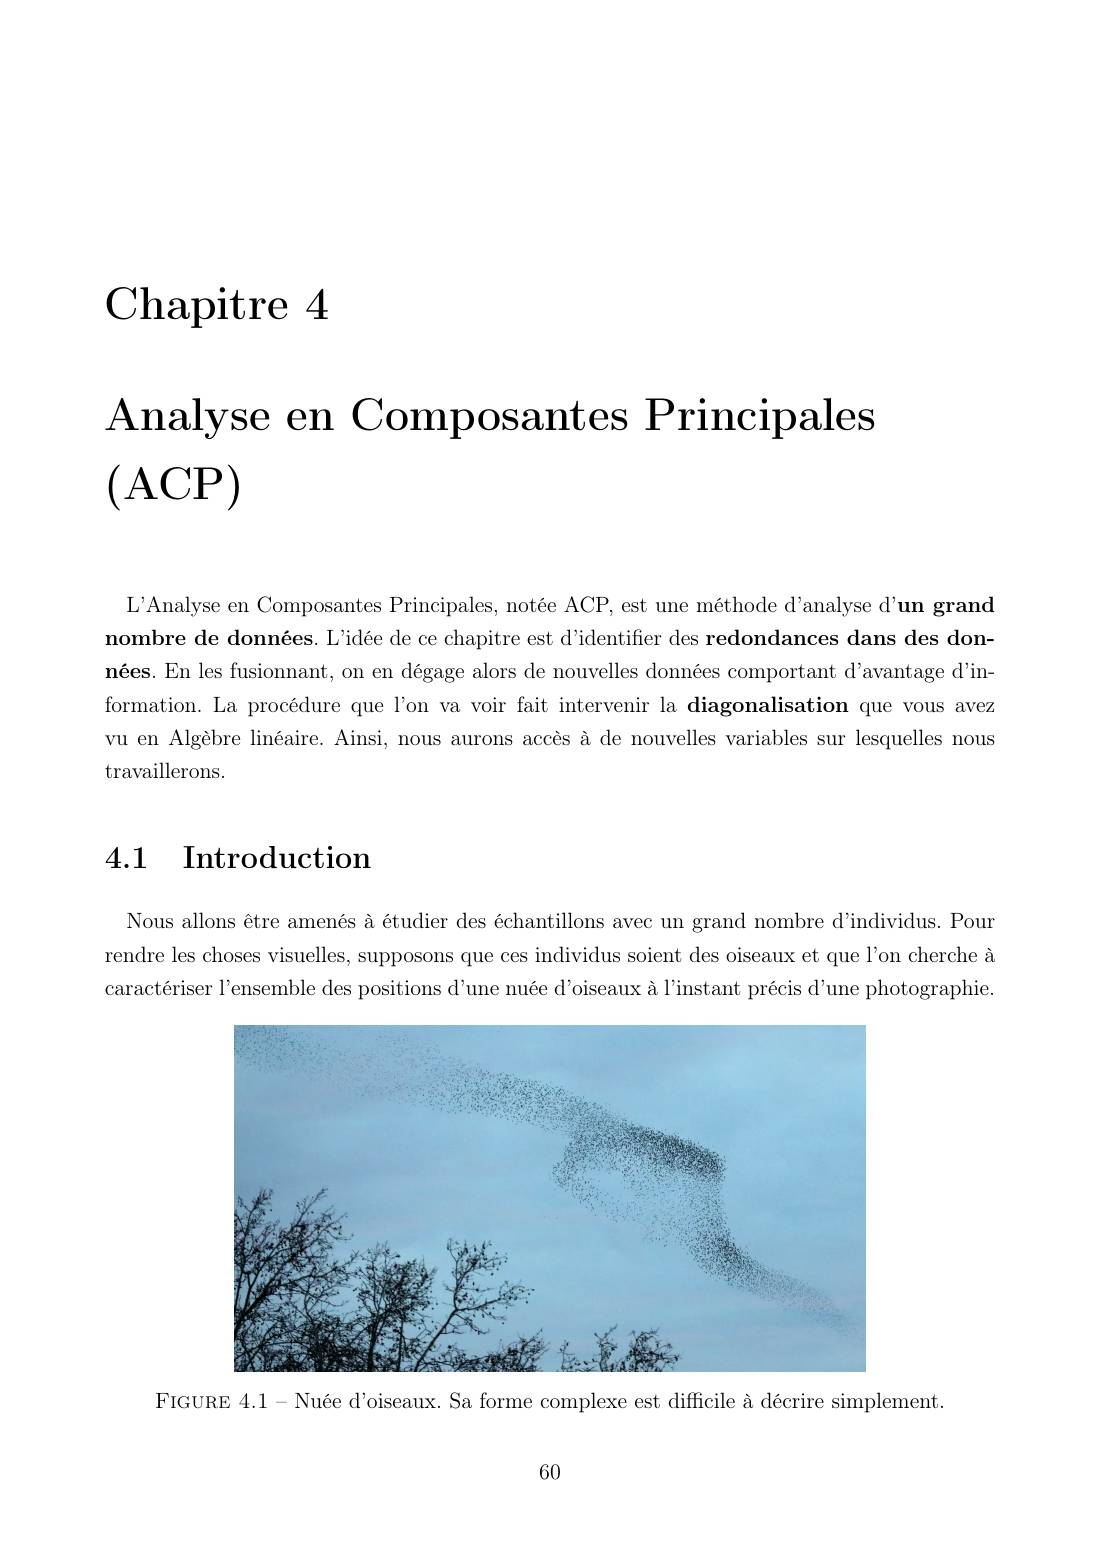 Chapitre 4
Analyse en Composantes Principales
(ACP)
L'Analyse en Composantes Principales, notée ACP, est une méthode d'analyse d'un grand
nombre de données. L'idée de ce chapitre est d'identifier des redondances dans des don-
nées. En les fusionnant, on en dégage alors de nouvelles données comportant d'avantage d'in-
formation. La procédure que l'on va voir fait intervenir la diagonalisation que vous avez
vu en Algèbre linéaire. Ainsi, nous aurons accès à de nouvelles variables sur lesquelles nous
travaillerons.
4.1 Introduction
Nous allons être amenés à étudier des échantillons avec un grand nombre d'individus. Pour
rendre les choses visuelles, supposons que ces individus soient des oiseaux et que l'on cherche à
caractériser l'ensemble des positions d'une nuée d'oiseaux à l'instant précis d'une photographie.
FIGURE 4.1 – Nuée d'oiseaux. Sa forme complexe est difficile à décrire simplement.
60